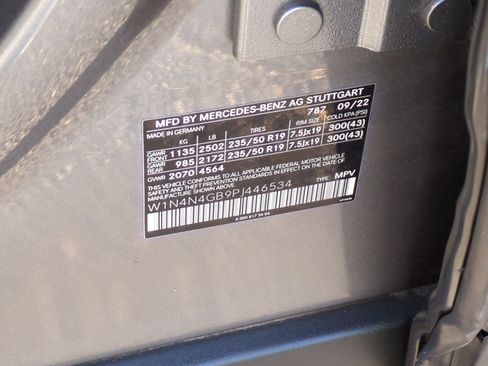 MFD BY MERCEDES-BENZ AG STUTTGART
MADE IN GERMANY 787 09/22
KG LB TIRES RIM SIZE COLD KPA(PSI)
GAWR FRONT 1135 2502 235/50 R19 7.5Jx19 300(43)
GAWR REAR 985 2172 235/50 R19 7.5Jx19 300(43)
GVWR 2070 4564
THIS VEHICLE CONFORMS TO ALL APPLICABLE FEDERAL MOTOR VEHICLE SAFETY STANDARDS IN EFFECT ON THE DATE OF
MANUFACTURE SHOWN ABOVE. TYPE MPV
W1N4N4GB9PJ446534